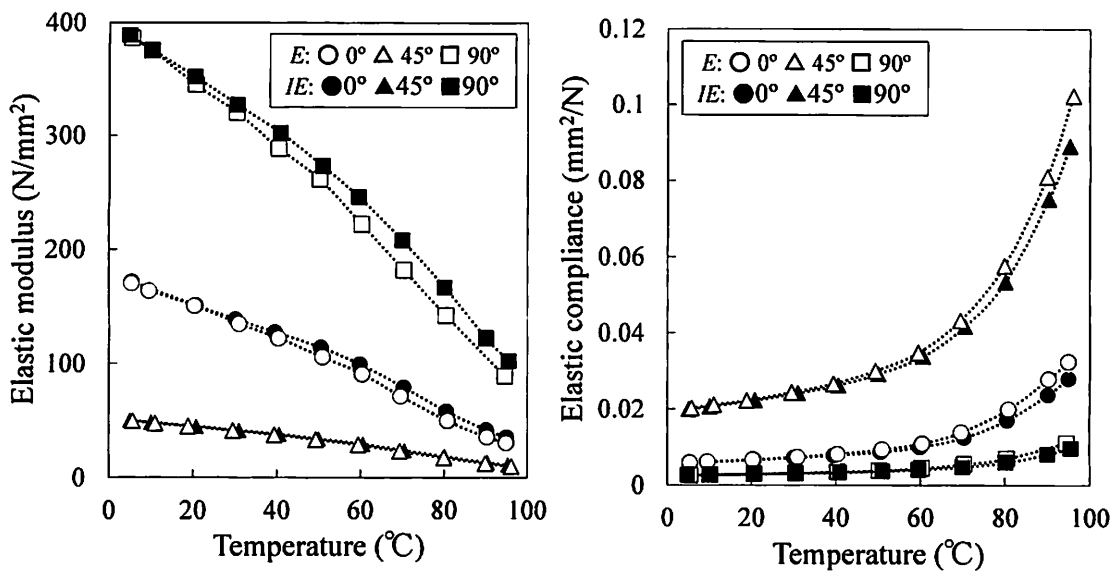 400
300
200
100
0
Elastic modulus (N/mm²)
E: ○ 0° △ 45° □ 90°
IE: ● 0° ▲ 45° ■ 90°
0 20 40 60 80 100
Temperature (℃)
0.12
0.1
0.08
0.06
0.04
0.02
0
Elastic compliance (mm²/N)
E: ○ 0° △ 45° □ 90°
IE: ● 0° ▲ 45° ■ 90°
0 20 40 60 80 100
Temperature (℃)